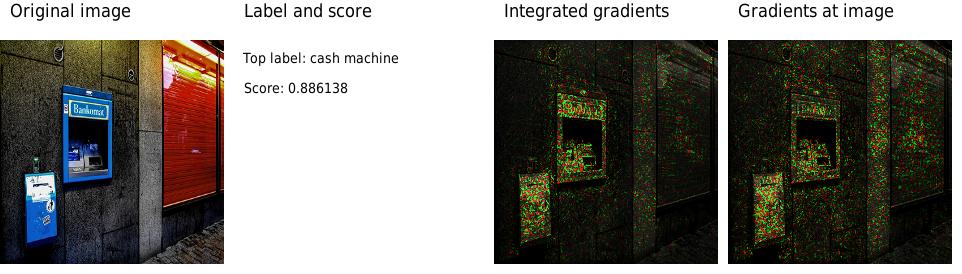 Original image
Label and score
Integrated gradients
Gradients at image
Top label: cash machine
Score: 0.886138
Bankomat